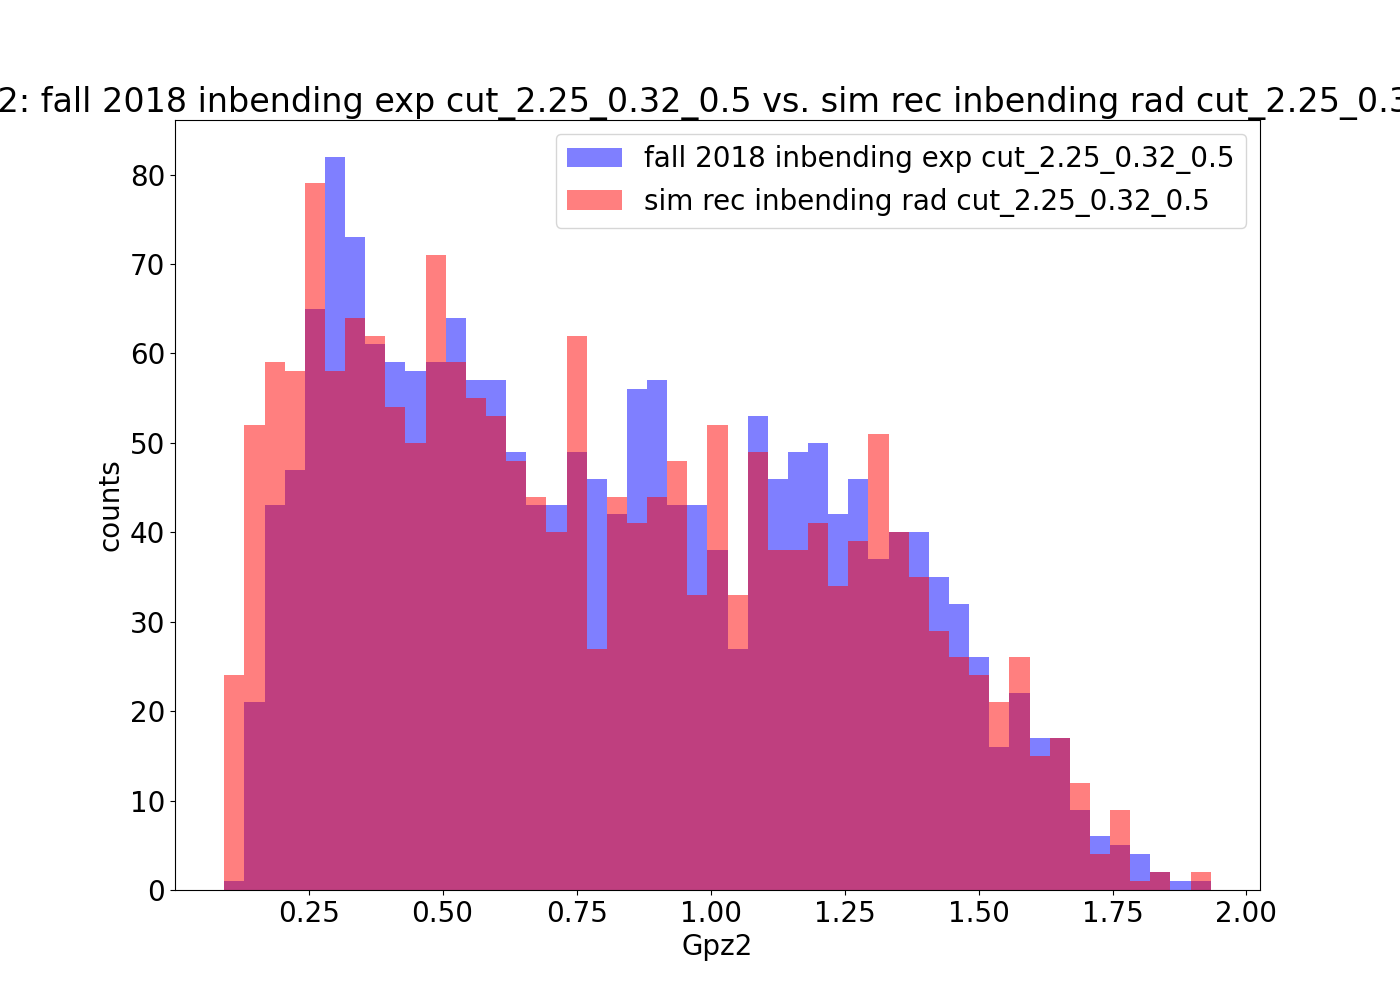 2: fall 2018 inbending exp cut_2.25_0.32_0.5 vs. sim rec inbending rad cut_2.25_0.3
fall 2018 inbending exp cut_2.25_0.32_0.5
sim rec inbending rad cut_2.25_0.32_0.5
80
70
60
50
40
30
20
10
0
counts
0.25 0.50 0.75 1.00 1.25 1.50 1.75 2.00
Gpz2